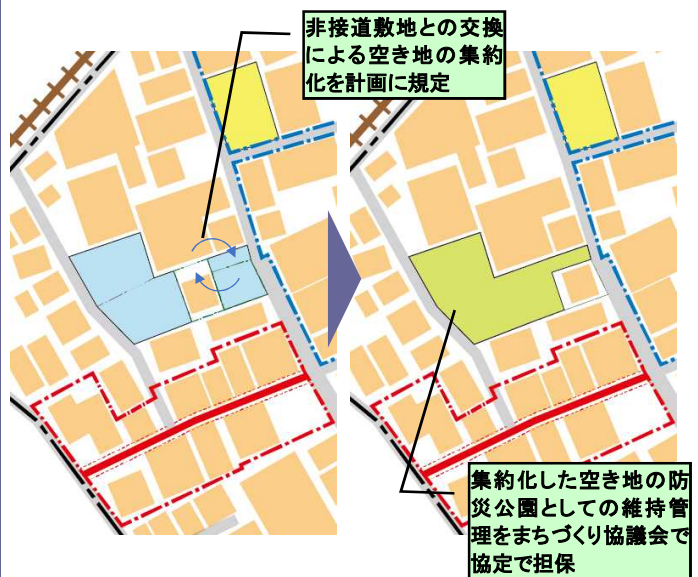 非接道敷地との交換
による空き地の集約
化を計画に規定
集約化した空き地の防
災公園としての維持管
理をまちづくり協議会で
協定で担保